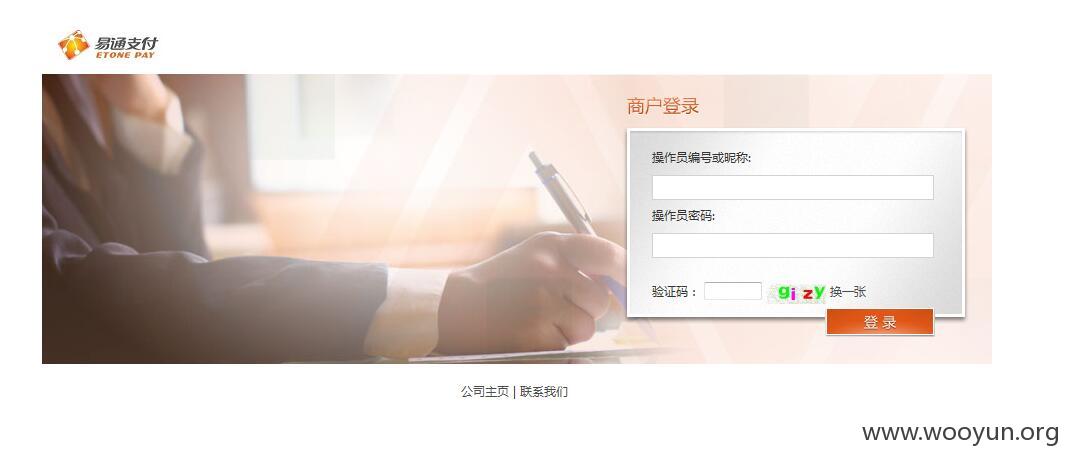 易通支付
ETONE PAY
商户登录
操作员编号或昵称:
操作员密码:
验证码： gizy 换一张
登 录
公司主页 | 联系我们
www.wooyun.org